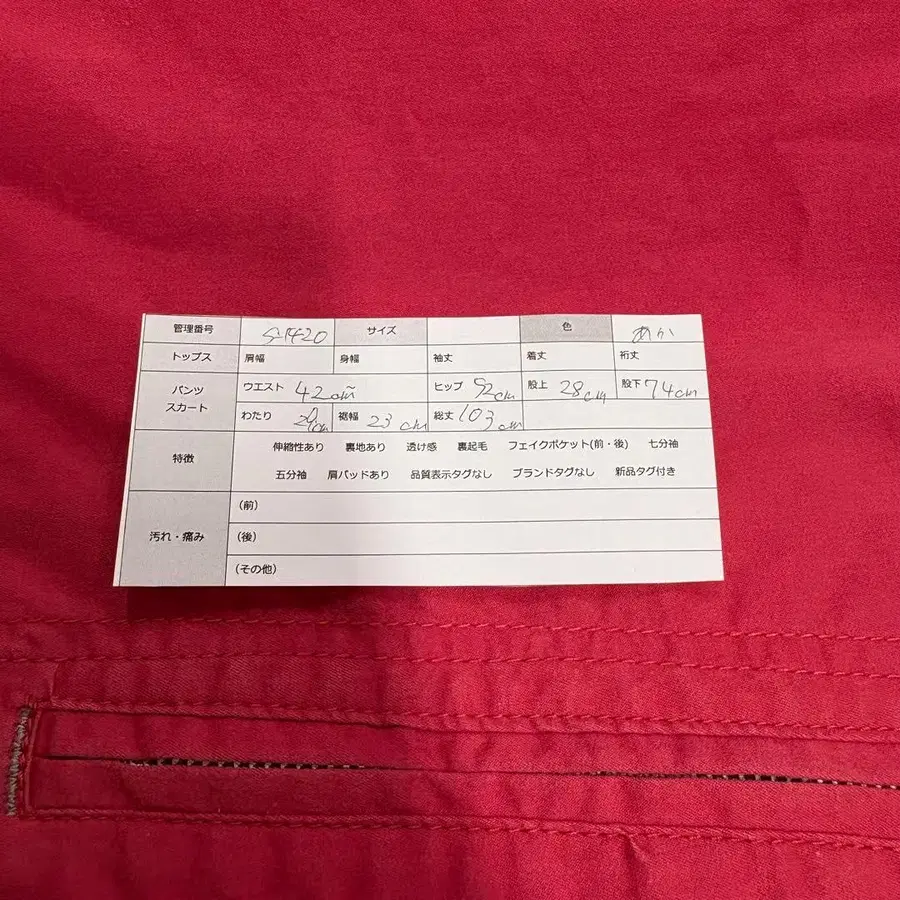 管理番号 S-1420 サイズ 色 あか
トップス 肩幅 身幅 袖丈 着丈 裄丈
パンツ スカート
ウエスト 42cm ヒップ 52cm 股上 28cm 股下 74cm
わたり cm 裾幅 23 cm 総丈 103 cm
特徴
伸縮性あり 裏地あり 透け感 裏起毛 フェイクポケット(前・後) 七分袖
五分袖 肩パッドあり 品質表示タグなし ブランドタグなし 新品タグ付き
汚れ・痛み
（前）
（後）
（その他）